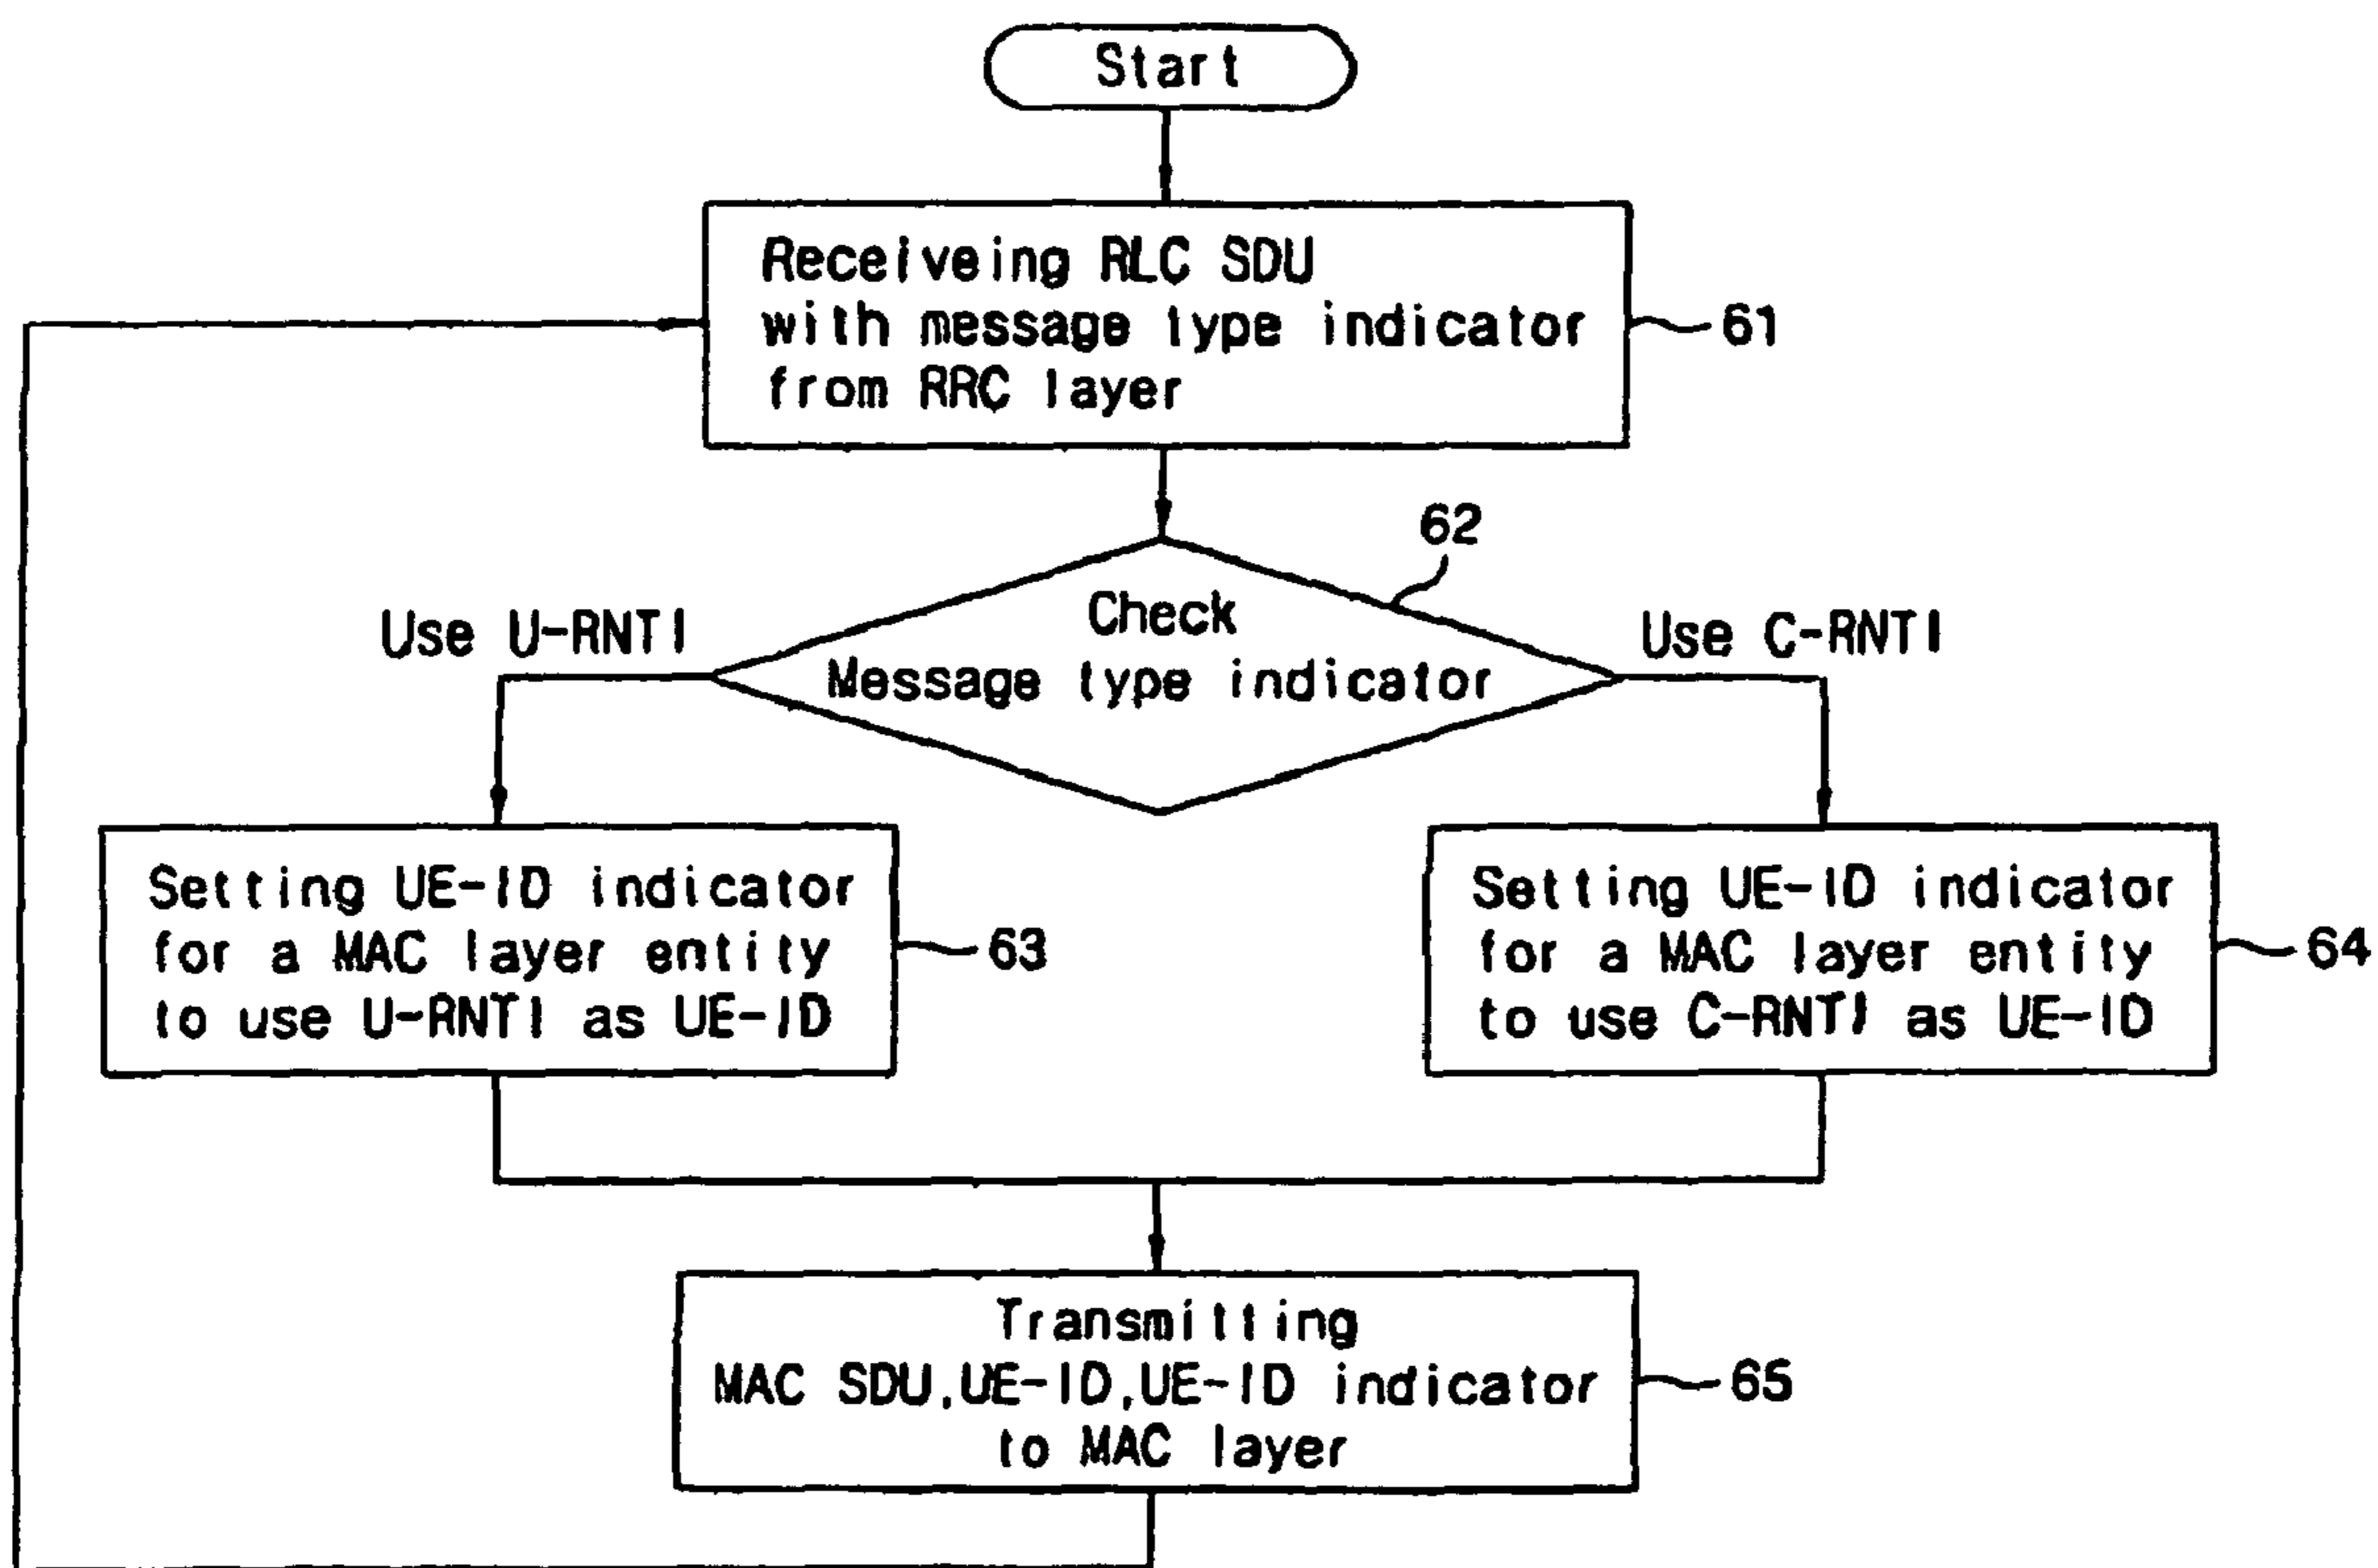 Start
Receiveing RLC SDU
with message type indicator
from RRC layer
61
62
Check
Message type indicator
Use U-RNTI
Use C-RNTI
Setting UE-ID indicator
for a MAC layer entity
to use U-RNTI as UE-ID
63
Setting UE-ID indicator
for a MAC layer entity
to use C-RNTI as UE-ID
64
Transmitting
MAC SDU,UE-ID,UE-ID indicator
to MAC layer
65